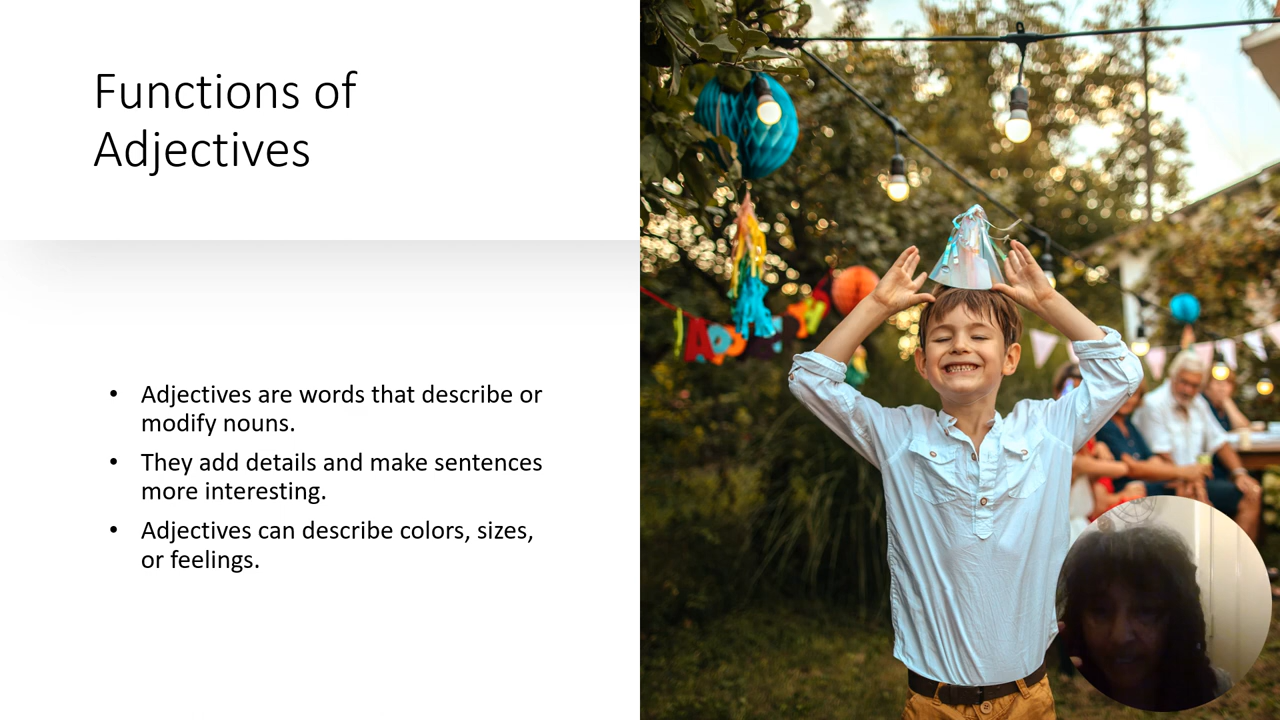 Functions of
Adjectives
• Adjectives are words that describe or
modify nouns.
• They add details and make sentences
more interesting.
• Adjectives can describe colors, sizes,
or feelings.